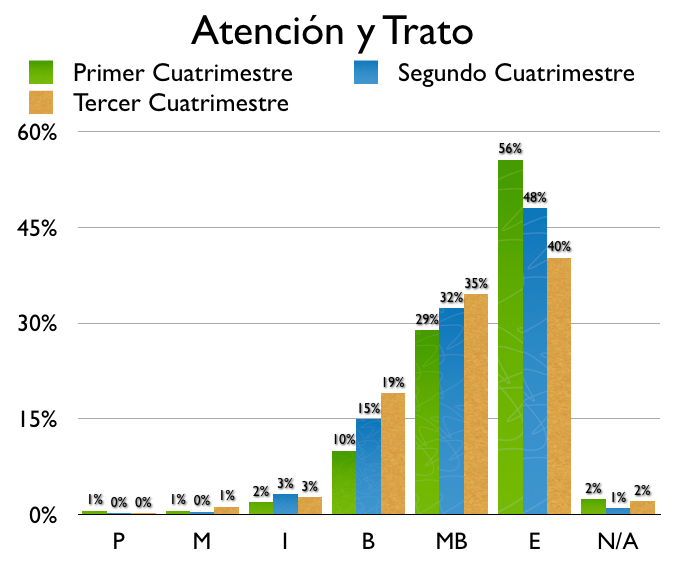 Atención y Trato
Primer Cuatrimestre
Segundo Cuatrimestre
Tercer Cuatrimestre
60%
45%
30%
15%
0%
1% 0% 0%
1% 0% 1%
2% 3% 3%
10% 15% 19%
29% 32% 35%
56% 48% 40%
2% 1% 2%
P M I B MB E N/A